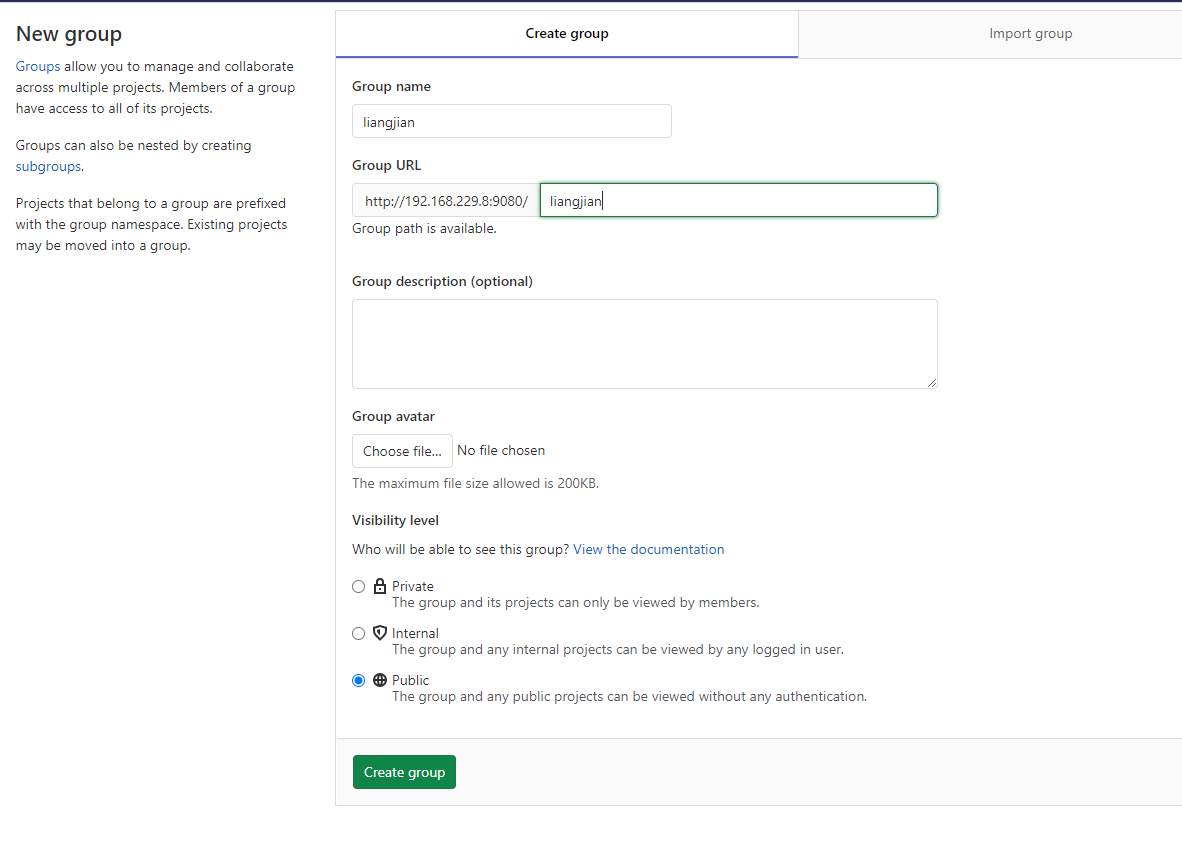 New group
Groups allow you to manage and collaborate
across multiple projects. Members of a group
have access to all of its projects.
Groups can also be nested by creating
subgroups.
Projects that belong to a group are prefixed
with the group namespace. Existing projects
may be moved into a group.
Create group
Import group
Group name
liangjian
Group URL
http://192.168.229.8:9080/ liangjian
Group path is available.
Group description (optional)
Group avatar
Choose file... No file chosen
The maximum file size allowed is 200KB.
Visibility level
Who will be able to see this group? View the documentation
Private
The group and its projects can only be viewed by members.
Internal
The group and any internal projects can be viewed by any logged in user.
Public
The group and any public projects can be viewed without any authentication.
Create group